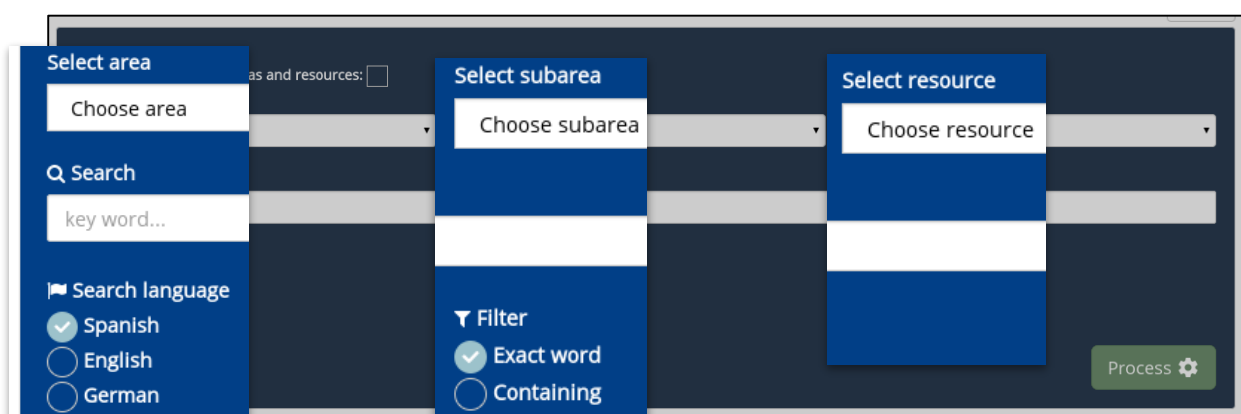 Select area
Select subarea
Select resource
as and resources:
Choose area
Choose subarea
Choose resource
Search
key word...
Search language
Spanish
English
German
Filter
Exact word
Containing
Process